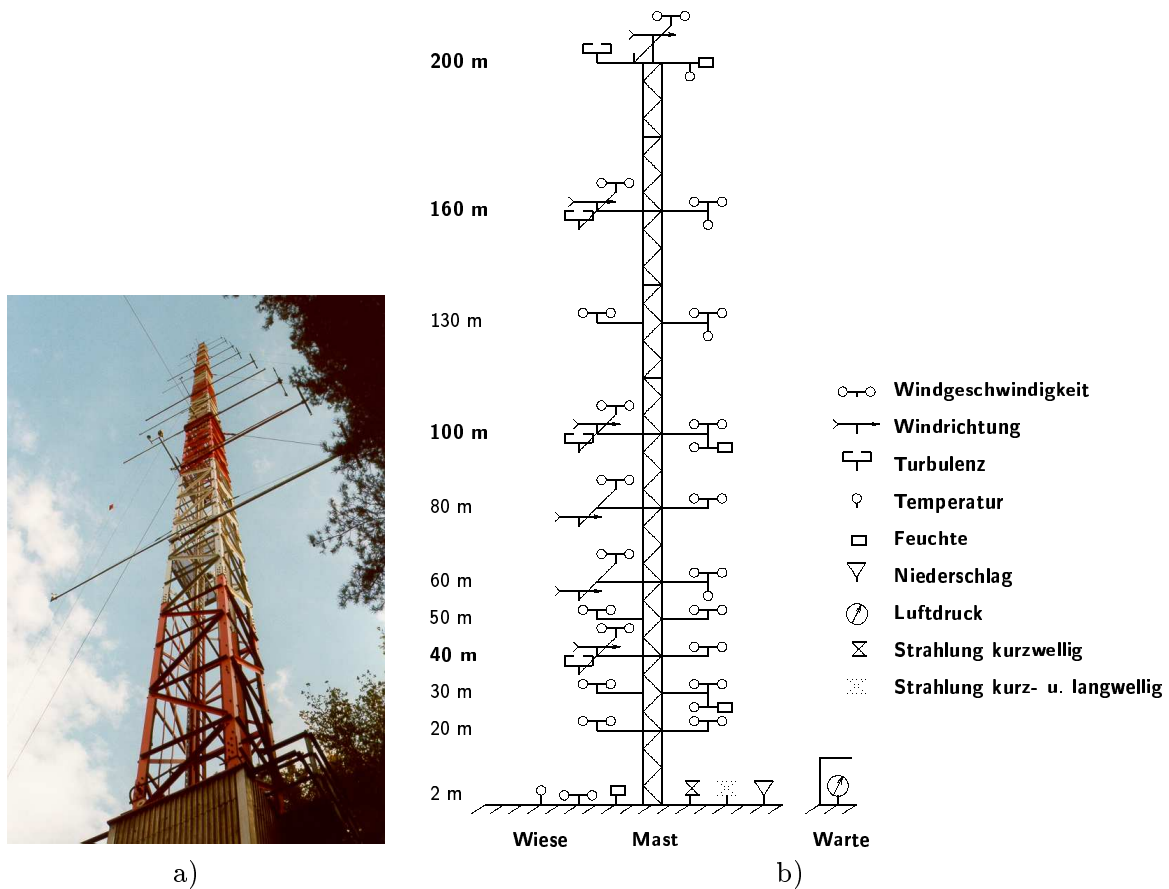 200 m
160 m
130 m
100 m
80 m
60 m
50 m
40 m
30 m
20 m
2 m
Wiese
Mast
Warte
Windgeschwindigkeit
Windrichtung
Turbulenz
Temperatur
Feuchte
Niederschlag
Luftdruck
Strahlung kurzwellig
Strahlung kurz- u. langwellig
a)
b)